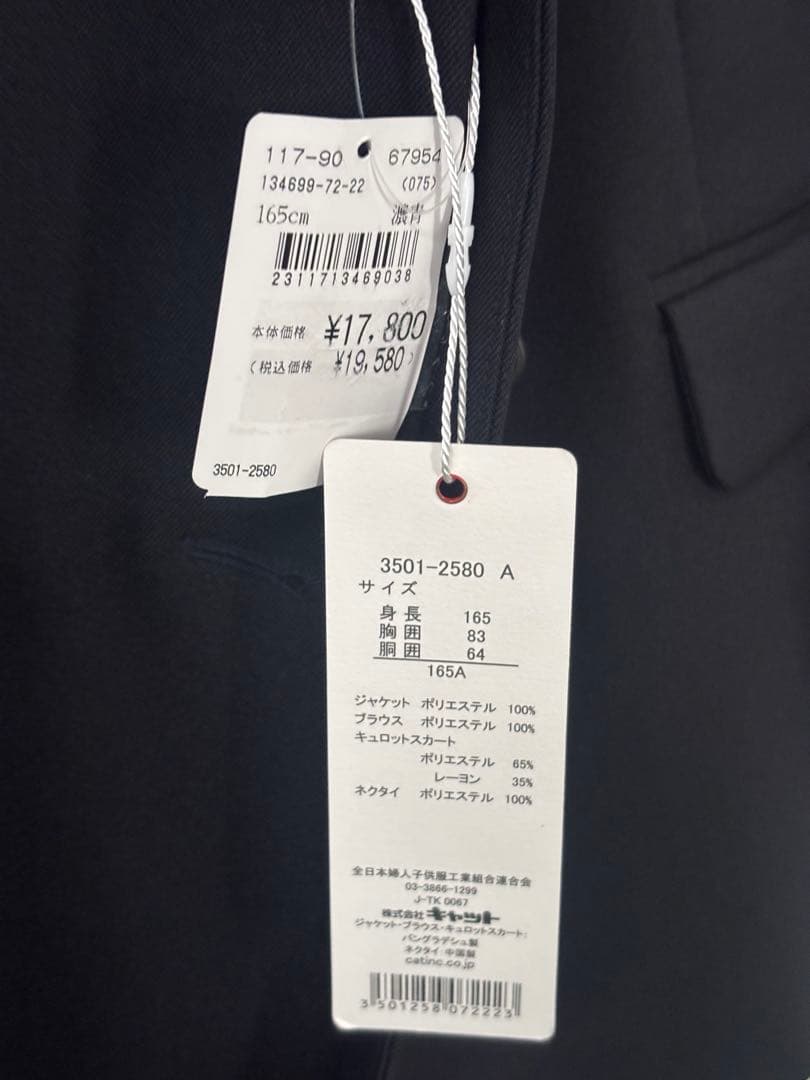 117-90 67954
134699-72-22 (075)
165cm 濃青
2311713469038
本体価格 ¥17,800
(税込価格 ¥19,580)
3501-2580
3501-2580 A
サイズ
身長 165
胸囲 83
胴囲 64
165A
ジャケット ポリエステル 100%
ブラウス ポリエステル 100%
キュロットスカート
ポリエステル 65%
レーヨン 35%
ネクタイ ポリエステル 100%
全日本婦人子供服工業組合連合会
03-3866-1299
J-TK 0067
株式会社 キャット
ジャケット・ブラウス・キュロットスカート:
バングラデシュ製
ネクタイ:中国製
catinc.co.jp
3501258072223